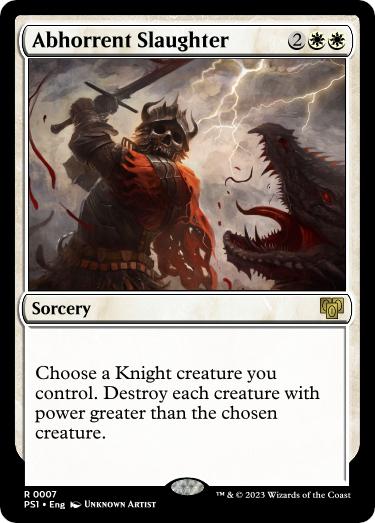 Abhorrent Slaughter 2
Sorcery
Choose a Knight creature you
control. Destroy each creature with
power greater than the chosen
creature.
R 0007
PS1 • Eng Unknown Artist
™ & © 2023 Wizards of the Coast